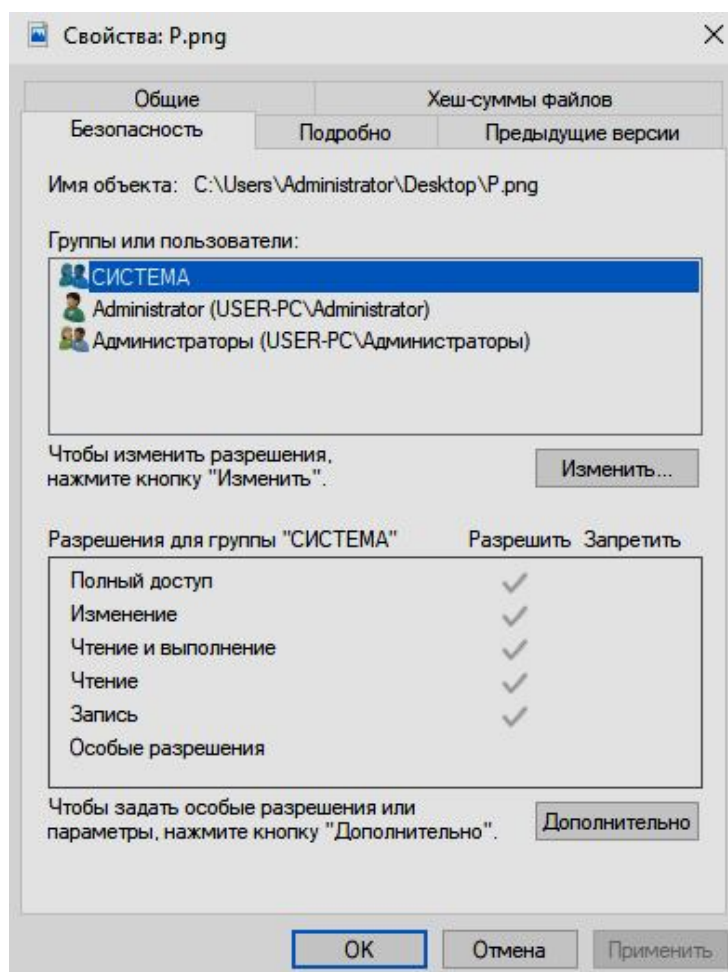 Свойства: P.png
Общие
Хеш-суммы файлов
Безопасность
Подробно
Предыдущие версии
Имя объекта: C:\Users\Administrator\Desktop\P.png
Группы или пользователи:
СИСТЕМА
Administrator (USER-PC\Administrator)
Администраторы (USER-PC\Администраторы)
Чтобы изменить разрешения,
нажмите кнопку "Изменить".
Изменить...
Разрешения для группы "СИСТЕМА" Разрешить Запретить
Полный доступ
Изменение
Чтение и выполнение
Чтение
Запись
Особые разрешения
Чтобы задать особые разрешения или
параметры, нажмите кнопку "Дополнительно".
Дополнительно
OK
Отмена
Применить